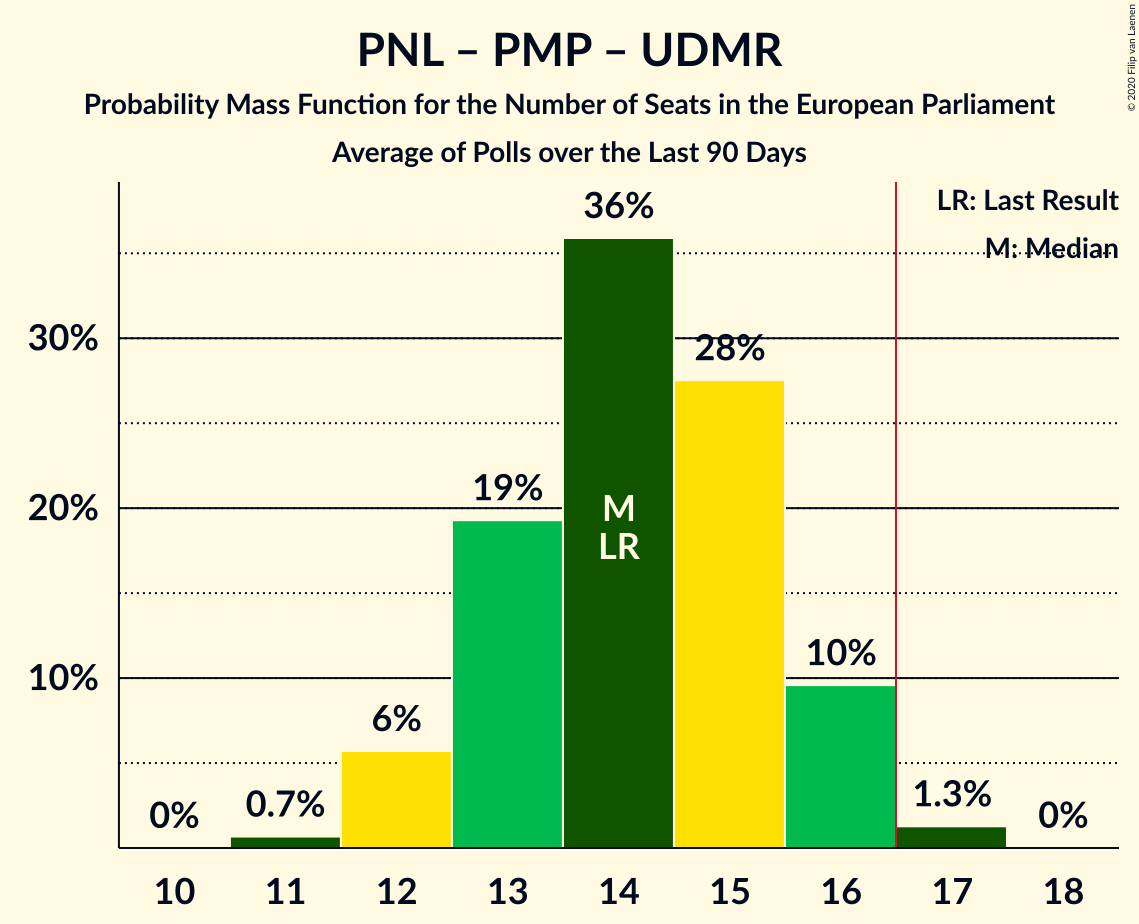 PNL – PMP – UDMR
Probability Mass Function for the Number of Seats in the European Parliament
Average of Polls over the Last 90 Days
© 2020 Filip van Laenen
LR: Last Result
M: Median
30%
20%
10%
0%
0.7%
6%
19%
36%
28%
10%
1.3%
0%
M
LR
10 11 12 13 14 15 16 17 18